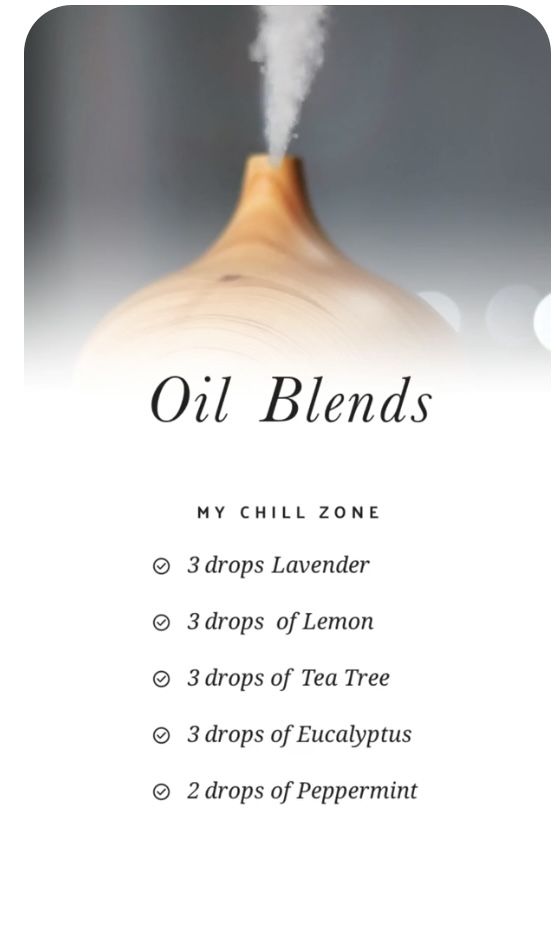 Oil Blends
MY CHILL ZONE
3 drops Lavender
3 drops of Lemon
3 drops of Tea Tree
3 drops of Eucalyptus
2 drops of Peppermint